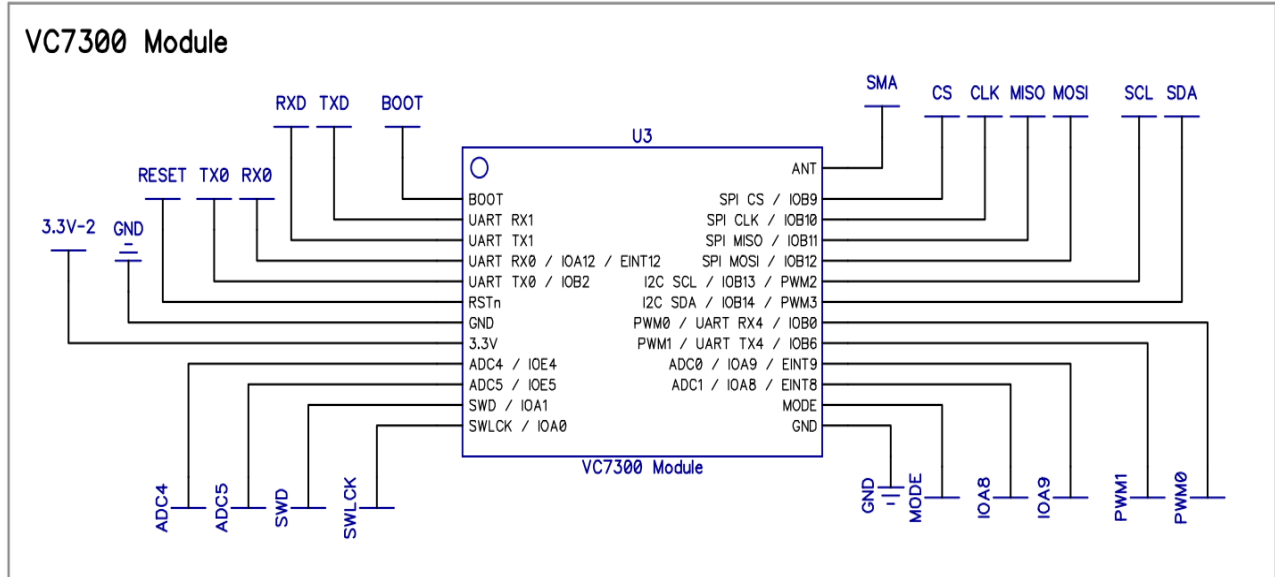 VC7300 Module
SMA
RXD TXD BOOT
CS CLK MISO MOSI SCL SDA
U3
RESET TX0 RX0
3.3V-2 GND
BOOT
UART RX1
UART TX1
UART RX0 / IOA12 / EINT12
UART TX0 / IOB2
RSTn
GND
3.3V
ADC4 / IOE4
ADC5 / IOE5
SWD / IOA1
SWLCK / IOA0
ANT
SPI CS / IOB9
SPI CLK / IOB10
SPI MISO / IOB11
SPI MOSI / IOB12
I2C SCL / IOB13 / PWM2
I2C SDA / IOB14 / PWM3
PWM0 / UART RX4 / IOB0
PWM1 / UART TX4 / IOB6
ADC0 / IOA9 / EINT9
ADC1 / IOA8 / EINT8
MODE
GND
VC7300 Module
ADC4
ADC5
SWD
SWLCK
GND
MODE
IOA8
IOA9
PWM1
PWM0